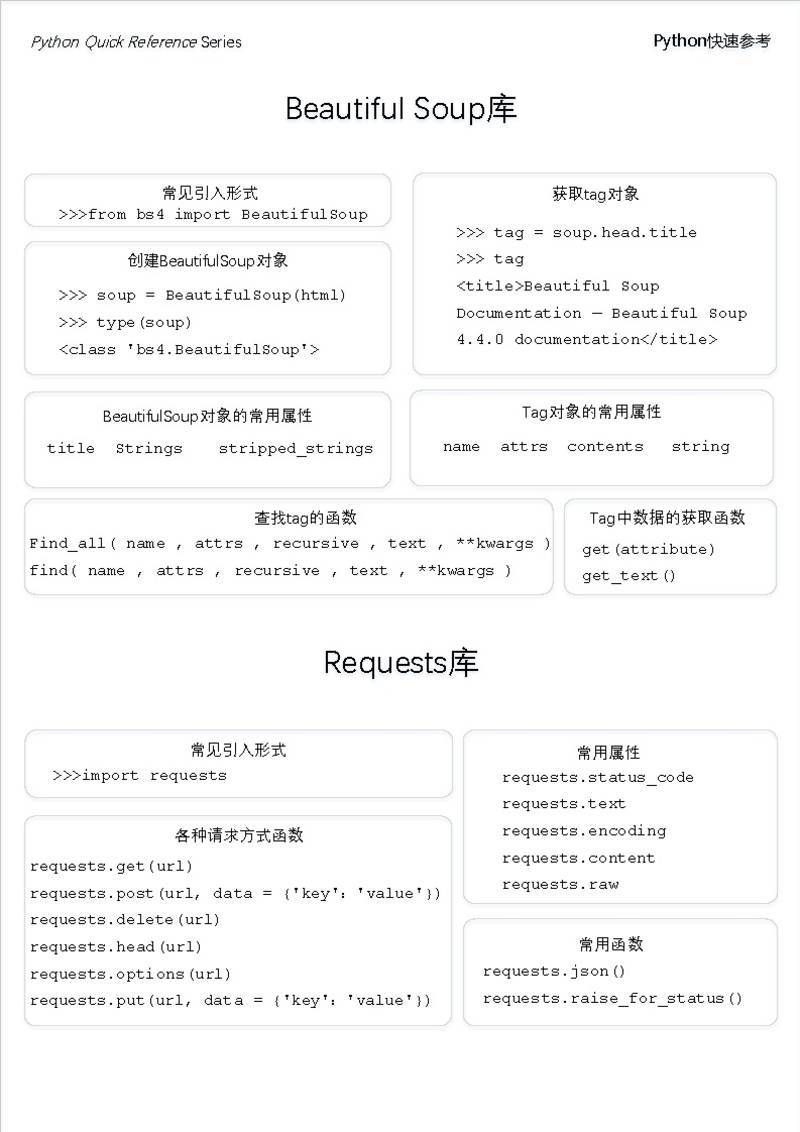 Python Quick Reference Series
Python快速参考
Beautiful Soup库
常见引入形式
>>>from bs4 import BeautifulSoup
创建BeautifulSoup对象
>>> soup = BeautifulSoup(html)
>>> type(soup)
<class 'bs4.BeautifulSoup'>
获取tag对象
>>> tag = soup.head.title
>>> tag
<title>Beautiful Soup
Documentation — Beautiful Soup
4.4.0 documentation</title>
BeautifulSoup对象的常用属性
title Strings stripped_strings
Tag对象的常用属性
name attrs contents string
查找tag的函数
Find_all( name , attrs , recursive , text , **kwargs )
find( name , attrs , recursive , text , **kwargs )
Tag中数据的获取函数
get(attribute)
get_text()
Requests库
常见引入形式
>>>import requests
各种请求方式函数
requests.get(url)
requests.post(url, data = {'key':'value'})
requests.delete(url)
requests.head(url)
requests.options(url)
requests.put(url, data = {'key':'value'})
常用属性
requests.status_code
requests.text
requests.encoding
requests.content
requests.raw
常用函数
requests.json()
requests.raise_for_status()